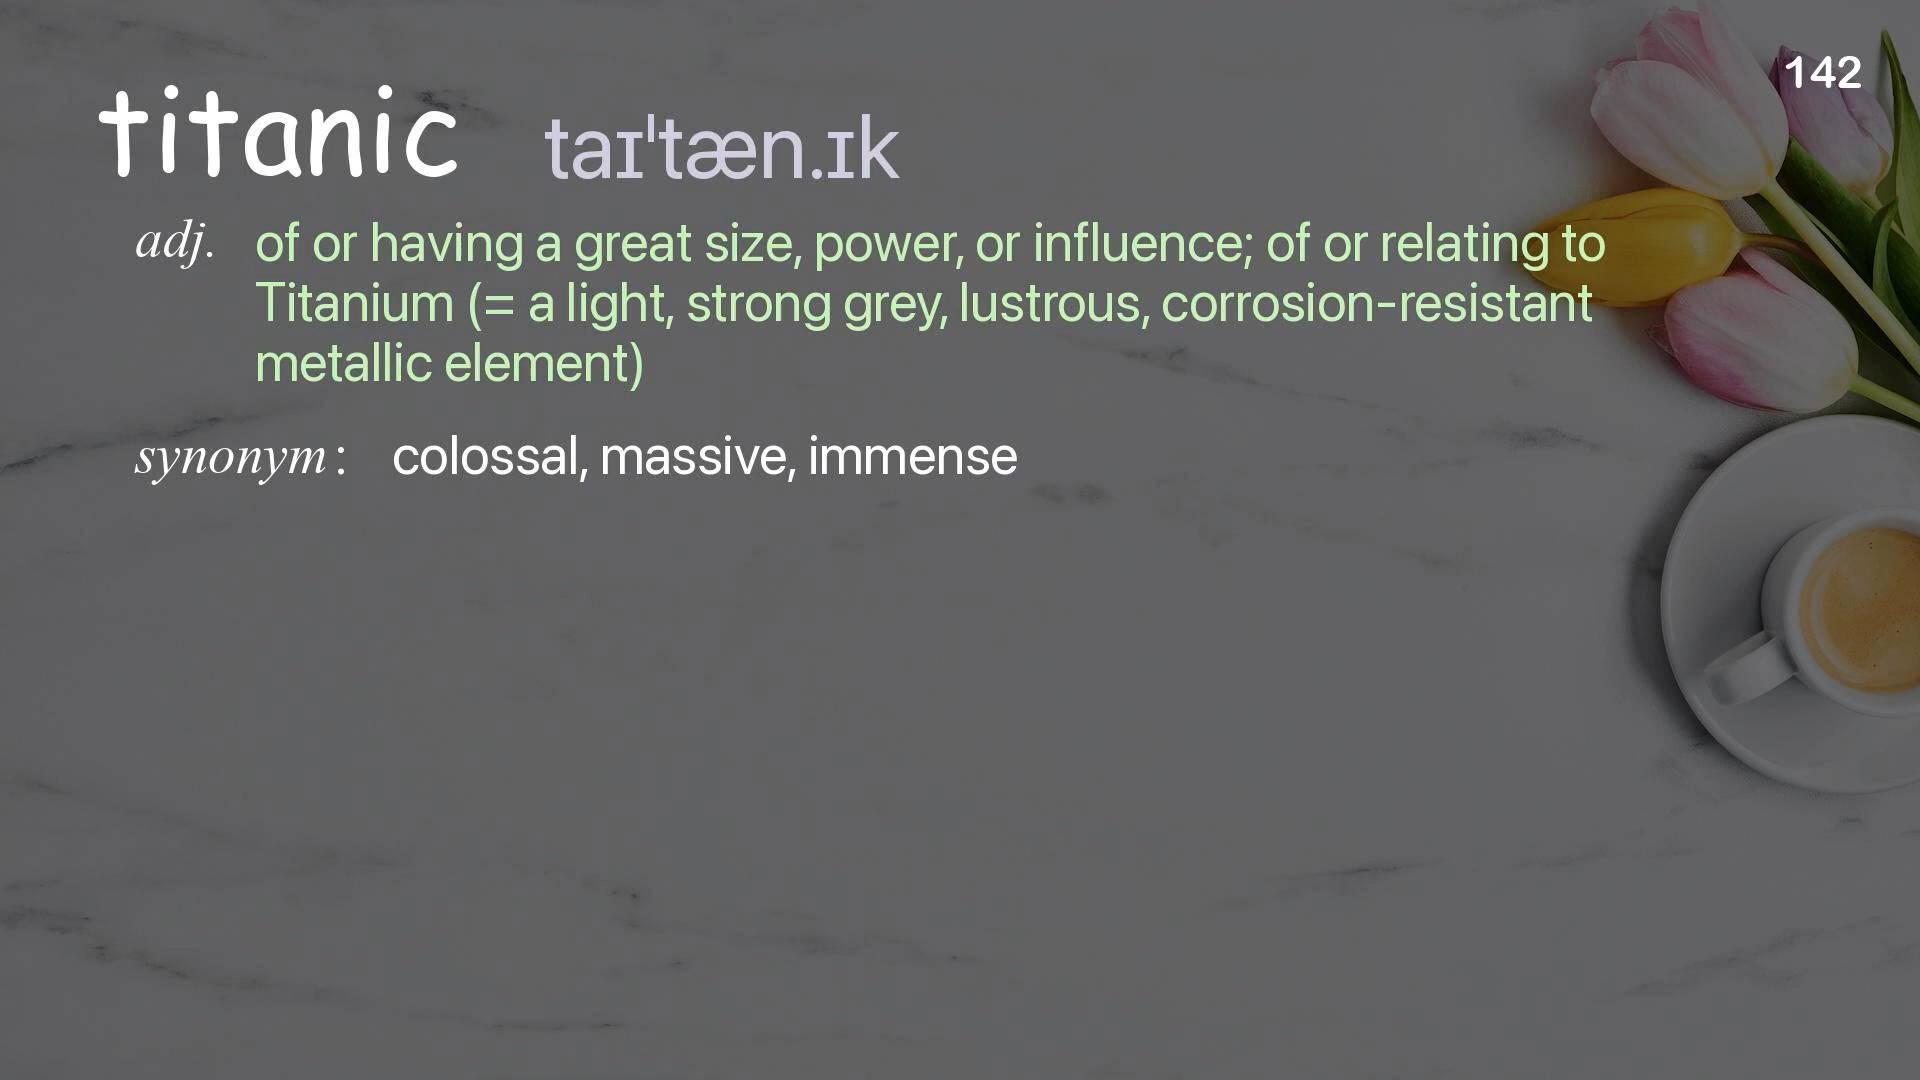 142
titanic taɪˈtæn.ɪk
adj. of or having a great size, power, or influence; of or relating to
Titanium (= a light, strong grey, lustrous, corrosion-resistant
metallic element)
synonym: colossal, massive, immense